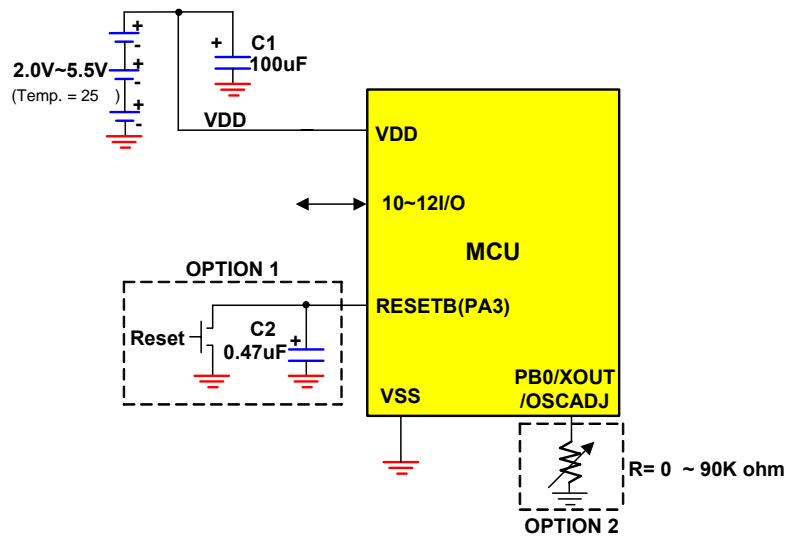 +
-
+
-
+
-
2.0V~5.5V
(Temp. = 25   )
+
C1
100uF
VDD
VDD
10~12I/O
MCU
OPTION 1
RESETB(PA3)
Reset
C2
+
0.47uF
VSS
PB0/XOUT
/OSCADJ
R= 0 ~ 90K ohm
OPTION 2